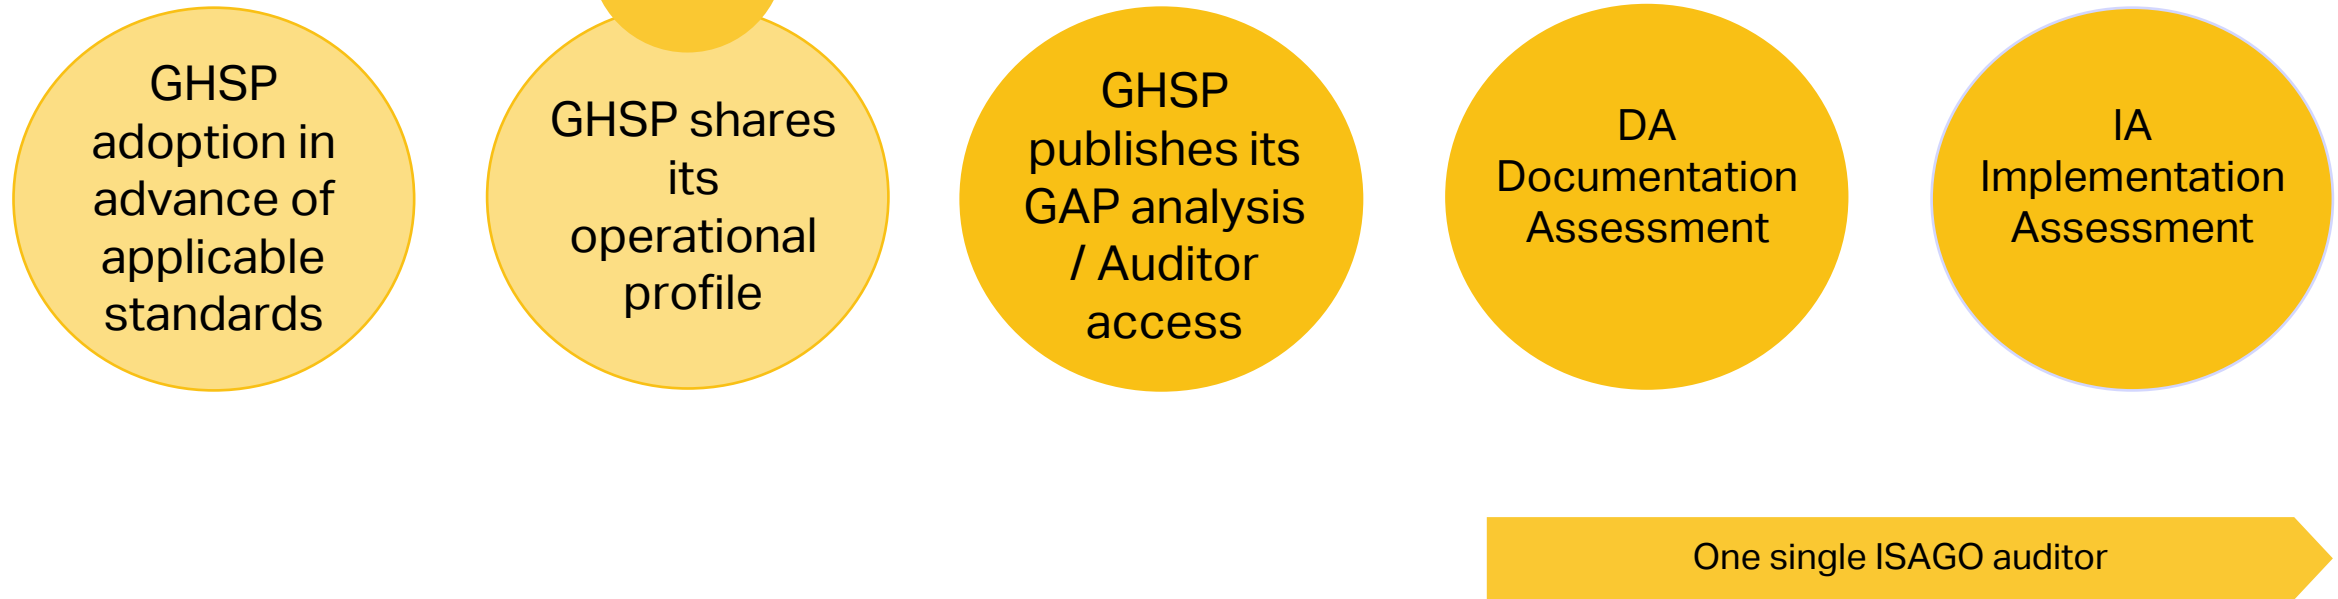 GHSP
adoption in
advance of
applicable
standards
GHSP shares
its
operational
profile
GHSP
publishes its
GAP analysis
/ Auditor
access
DA
Documentation
Assessment
IA
Implementation
Assessment
One single ISAGO auditor